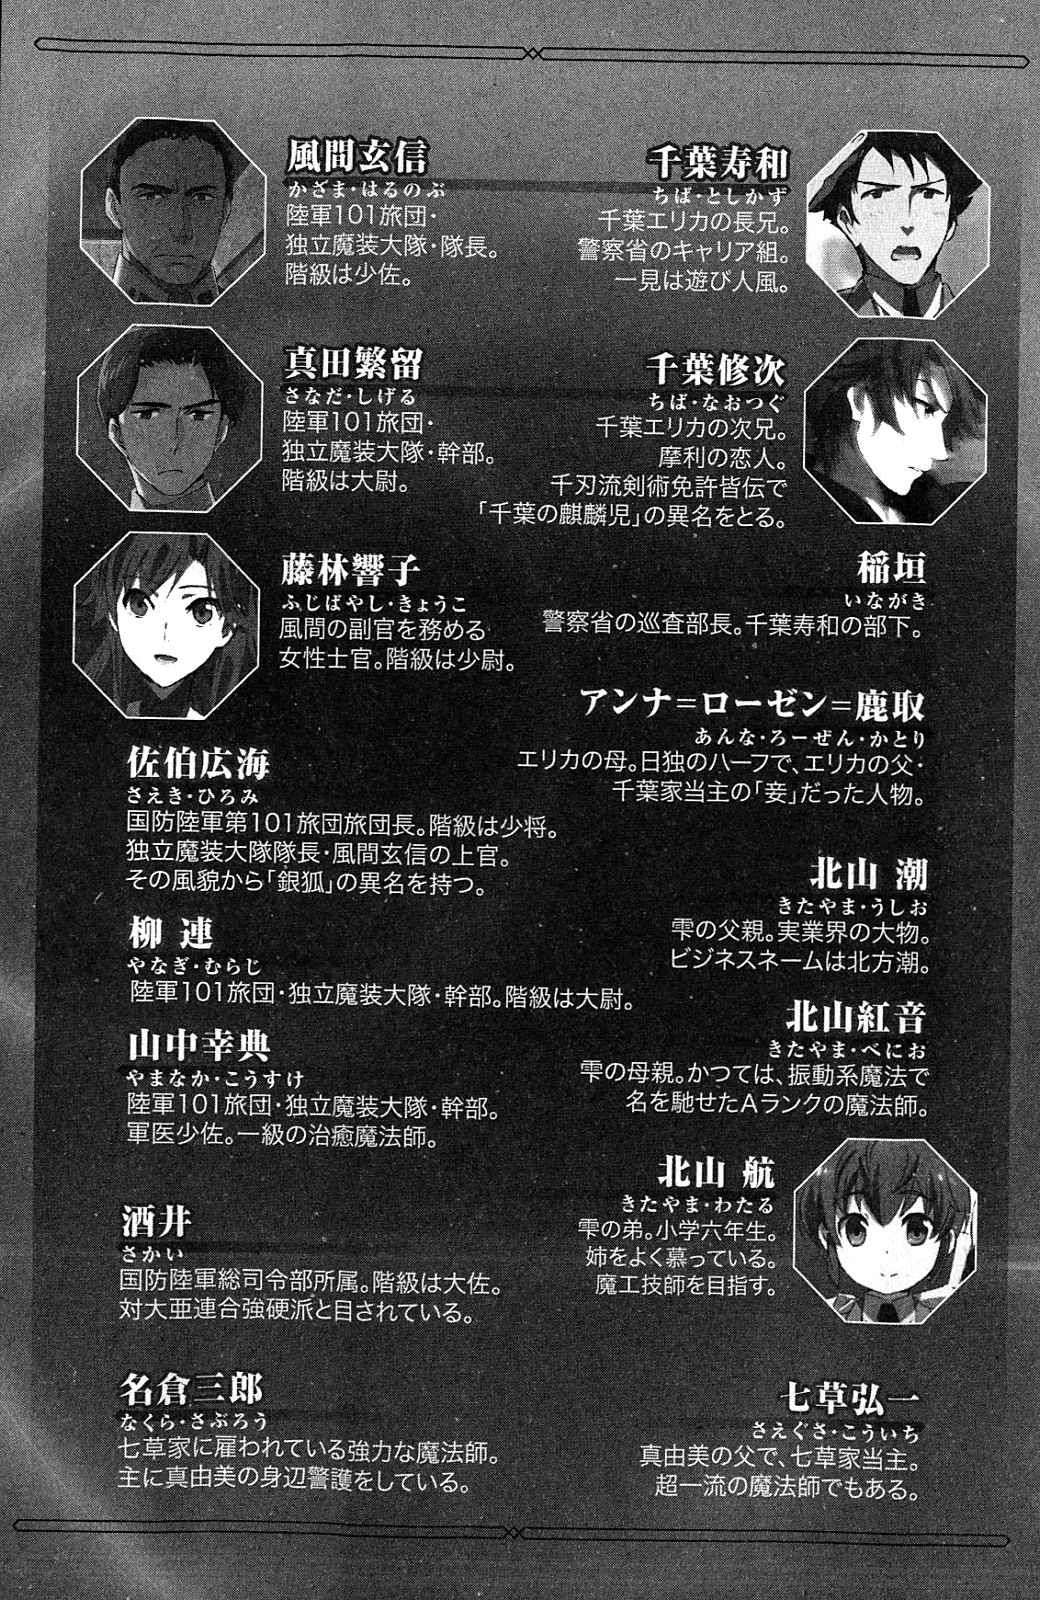 風間玄信
かざま・はるのぶ
陸軍101旅団・
独立魔装大隊・隊長。
階級は少佐。
真田繁留
さなだ・しげる
陸軍101旅団・
独立魔装大隊・幹部。
階級は大尉。
藤林響子
ふじばやし・きょうこ
風間の副官を務める
女性士官。階級は少尉。
佐伯広海
さえき・ひろみ
国防陸軍第101旅団旅団長。階級は少将。
独立魔装大隊隊長・風間玄信の上官。
その風貌から「銀狐」の異名を持つ。
柳 連
やなぎ・むらじ
陸軍101旅団・独立魔装大隊・幹部。階級は大尉。
山中幸典
やまなか・こうすけ
陸軍101旅団・独立魔装大隊・幹部。
軍医少佐。一級の治癒魔法師。
酒井
さかい
国防陸軍総司令部所属。階級は大佐。
対大亜連合強硬派と目されている。
名倉三郎
なくら・さぶろう
七草家に雇われている強力な魔法師。
主に真由美の身辺警護をしている。
千葉寿和
ちば・としかず
千葉エリカの長兄。
警察省のキャリア組。
一見は遊び人風。
千葉修次
ちば・なおつぐ
千葉エリカの次兄。
摩利の恋人。
千刃流剣術免許皆伝で
「千葉の麒麟児」の異名をとる。
稲垣
いながき
警察省の巡査部長。千葉寿和の部下。
アンナ=ローゼン=鹿取
あんな・ろーぜん・かとり
エリカの母。日独のハーフで、エリカの父・
千葉家当主の「妾」だった人物。
北山 潮
きたやま・うしお
雫の父親。実業界の大物。
ビジネスネームは北方潮。
北山紅音
きたやま・べにお
雫の母親。かつては、振動系魔法で
名を馳せたAランクの魔法師。
北山 航
きたやま・わたる
雫の弟。小学六年生。
姉をよく慕っている。
魔工技師を目指す。
七草弘一
さえぐさ・こういち
真由美の父で、七草家当主。
超一流の魔法師でもある。